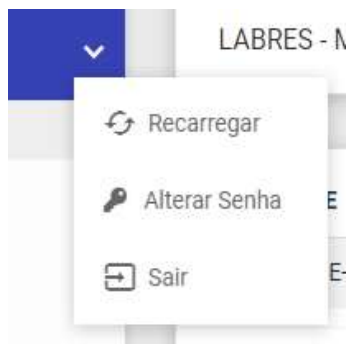 LABRES -
Recarregar
Alterar Senha
E
Sair
E-